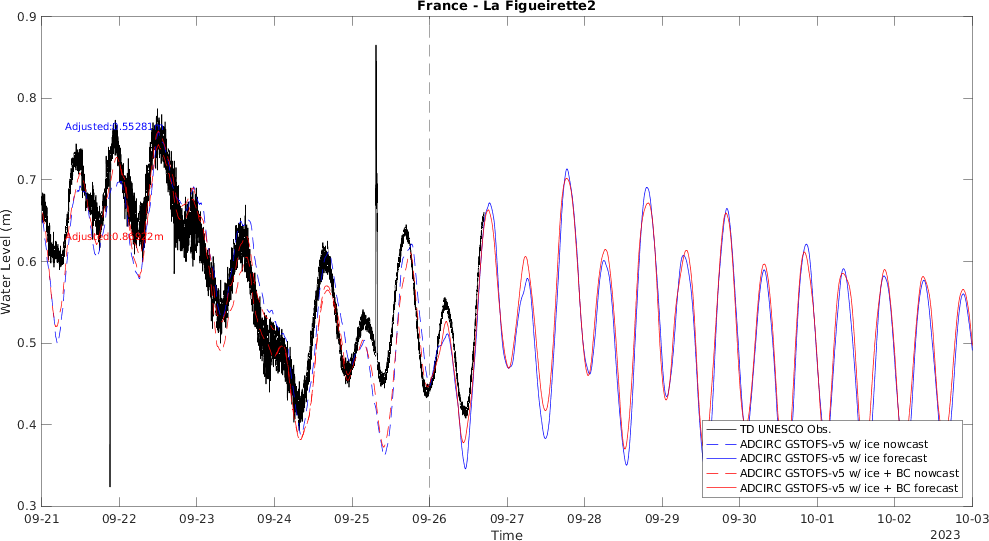 France - La Figueirette2
0.9
0.8
0.7
0.6
0.5
0.4
0.3
Water Level (m)
Adjusted:0.5528
TD UNESCO Obs.
ADCIRC GSTOFS-v5 w/ ice nowcast
ADCIRC GSTOFS-v5 w/ ice forecast
ADCIRC GSTOFS-v5 w/ ice + BC nowcast
ADCIRC GSTOFS-v5 w/ ice + BC forecast
09-21 09-22 09-23 09-24 09-25 09-26 09-27 09-28 09-29 09-30 10-01 10-02 10-03
Time
2023